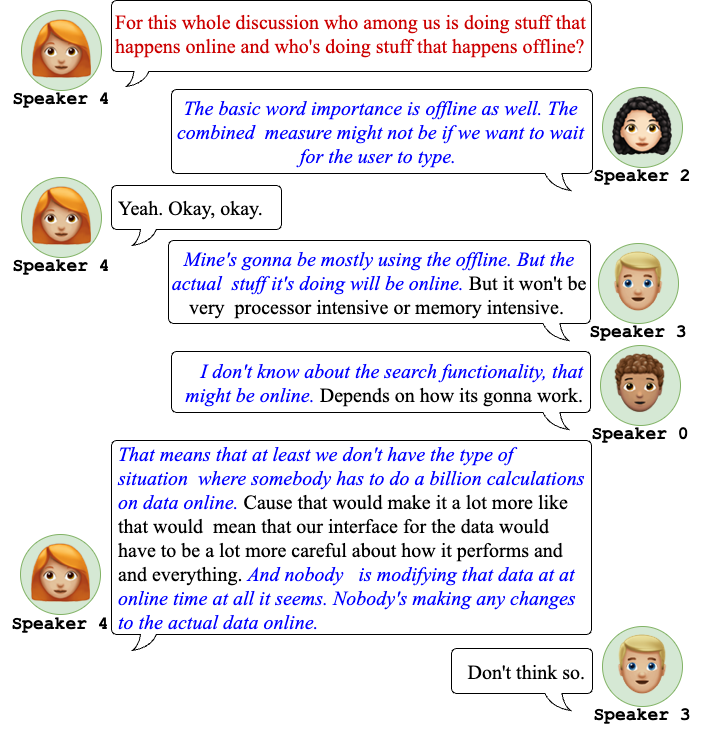 For this whole discussion who among us is doing stuff that
happens online and who's doing stuff that happens offline?
Speaker 4
The basic word importance is offline as well. The
combined measure might not be if we want to wait
for the user to type.
Speaker 2
Yeah. Okay, okay.
Speaker 4
Mine's gonna be mostly using the offline. But the
actual stuff it's doing will be online. But it won't be
very processor intensive or memory intensive.
Speaker 3
I don't know about the search functionality, that
might be online. Depends on how its gonna work.
Speaker 0
That means that at least we don't have the type of
situation where somebody has to do a billion calculations
on data online. Cause that would make it a lot more like
that would mean that our interface for the data would
have to be a lot more careful about how it performs and
and everything. And nobody is modifying that data at at
online time at all it seems. Nobody's making any changes
to the actual data online.
Speaker 4
Don't think so.
Speaker 3